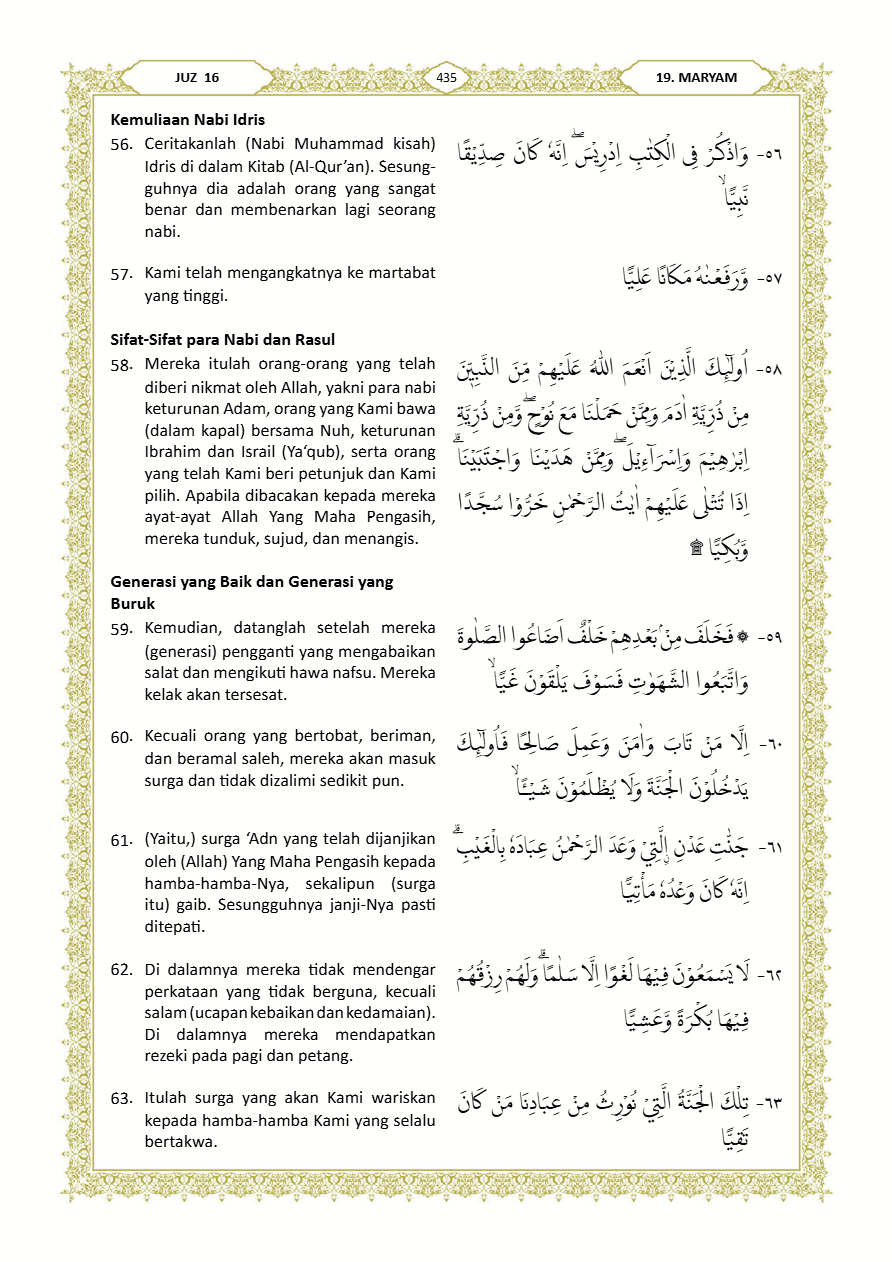 JUZ 16
435
19. MARYAM
Kemuliaan Nabi Idris
56. Ceritakanlah (Nabi Muhammad kisah)
Idris di dalam Kitab (Al-Qur’an). Sesung-
guhnya dia adalah orang yang sangat
benar dan membenarkan lagi seorang
nabi.
٥٦- وَاذْكُرْ فِى الْكِتٰبِ اِدْرِيْسَۖ اِنَّهٗ كَانَ صِدِّيْقًا
نَّبِيًّاۙ
57. Kami telah mengangkatnya ke martabat
yang tinggi.
٥٧- وَّرَفَعْنٰهُ مَكَانًا عَلِيًّا
Sifat-Sifat para Nabi dan Rasul
58. Mereka itulah orang-orang yang telah
diberi nikmat oleh Allah, yakni para nabi
keturunan Adam, orang yang Kami bawa
(dalam kapal) bersama Nuh, keturunan
Ibrahim dan Israil (Ya‘qub), serta orang
yang telah Kami beri petunjuk dan Kami
pilih. Apabila dibacakan kepada mereka
ayat-ayat Allah Yang Maha Pengasih,
mereka tunduk, sujud, dan menangis.
٥٨- اُولٰۤىِٕكَ الَّذِيْنَ اَنْعَمَ اللّٰهُ عَلَيْهِمْ مِّنَ النَّبِيّٖنَ
مِنْ ذُرِّيَّةِ اٰدَمَ وَمِمَّنْ حَمَلْنَا مَعَ نُوْحٍۖ وَّمِنْ ذُرِّيَّةِ
اِبْرٰهِيْمَ وَاِسْرَاۤءِيْلَۖ وَمِمَّنْ هَدَيْنَا وَاجْتَبَيْنَاۗ
اِذَا تُتْلٰى عَلَيْهِمْ اٰيٰتُ الرَّحْمٰنِ خَرُّوْا سُجَّدًا
وَّبُكِيًّا ۩
Generasi yang Baik dan Generasi yang
Buruk
59. Kemudian, datanglah setelah mereka
(generasi) pengganti yang mengabaikan
salat dan mengikuti hawa nafsu. Mereka
kelak akan tersesat.
٥٩- ۞ فَخَلَفَ مِنْۢ بَعْدِهِمْ خَلْفٌ اَضَاعُوا الصَّلٰوةَ
وَاتَّبَعُوا الشَّهَوٰتِ فَسَوْفَ يَلْقَوْنَ غَيًّاۙ
60. Kecuali orang yang bertobat, beriman,
dan beramal saleh, mereka akan masuk
surga dan tidak dizalimi sedikit pun.
٦٠- اِلَّا مَنْ تَابَ وَاٰمَنَ وَعَمِلَ صَالِحًا فَاُولٰۤىِٕكَ
يَدْخُلُوْنَ الْجَنَّةَ وَلَا يُظْلَمُوْنَ شَيْـًٔاۙ
61. (Yaitu,) surga ‘Adn yang telah dijanjikan
oleh (Allah) Yang Maha Pengasih kepada
hamba-hamba-Nya, sekalipun (surga
itu) gaib. Sesungguhnya janji-Nya pasti
ditepati.
٦١- جَنّٰتِ عَدْنِ ِۨالَّتِيْ وَعَدَ الرَّحْمٰنُ عِبَادَهٗ بِالْغَيْبِۗ
اِنَّهٗ كَانَ وَعْدُهٗ مَأْتِيًّا
62. Di dalamnya mereka tidak mendengar
perkataan yang tidak berguna, kecuali
salam (ucapan kebaikan dan kedamaian).
Di dalamnya mereka mendapatkan
rezeki pada pagi dan petang.
٦٢- لَا يَسْمَعُوْنَ فِيْهَا لَغْوًا اِلَّا سَلٰمًاۗ وَلَهُمْ رِزْقُهُمْ
فِيْهَا بُكْرَةً وَّعَشِيًّا
63. Itulah surga yang akan Kami wariskan
kepada hamba-hamba Kami yang selalu
bertakwa.
٦٣- تِلْكَ الْجَنَّةُ الَّتِيْ نُوْرِثُ مِنْ عِبَادِنَا مَنْ كَانَ
تَقِيًّا